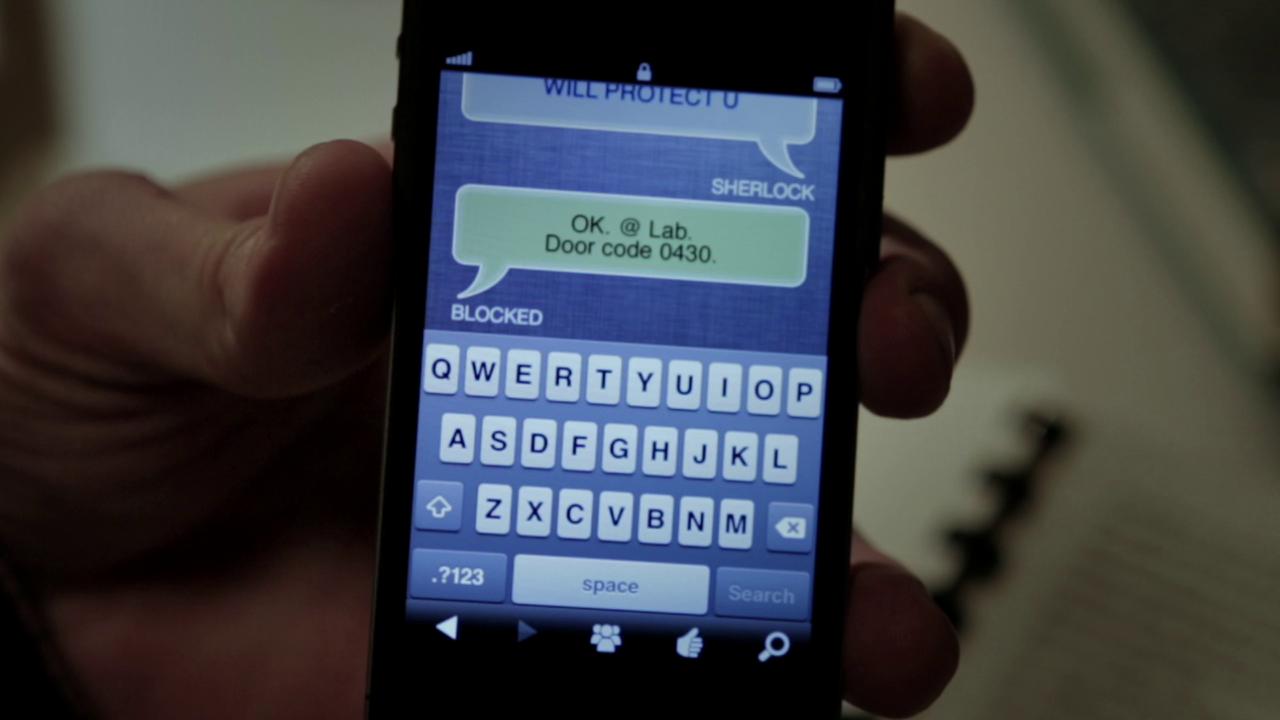 WILL PROTECT U
SHERLOCK
OK. @ Lab.
Door code 0430.
BLOCKED
Q W E R T Y U I O P
A S D F G H J K L
Z X C V B N M
.?123 space Search